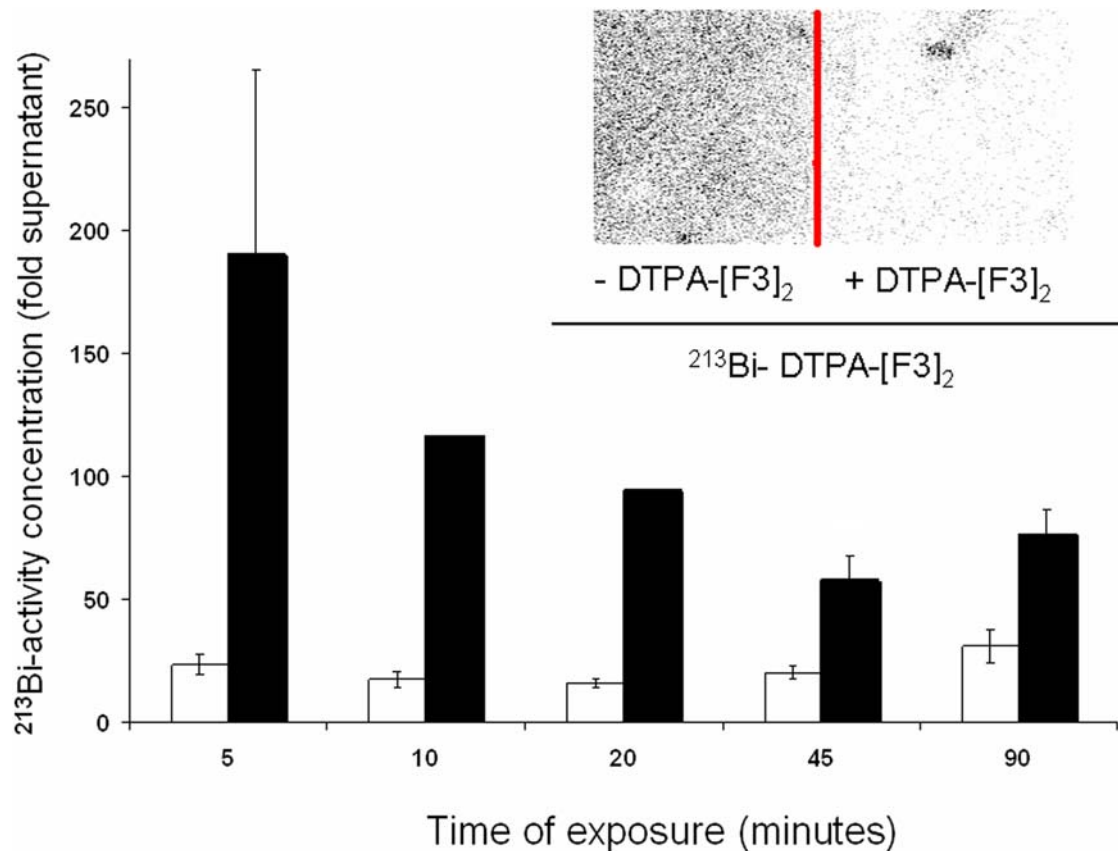 ²¹³Bi-activity concentration (fold supernatant)
250
200
150
100
50
0
- DTPA-[F3]₂ + DTPA-[F3]₂
²¹³Bi- DTPA-[F3]₂
5 10 20 45 90
Time of exposure (minutes)